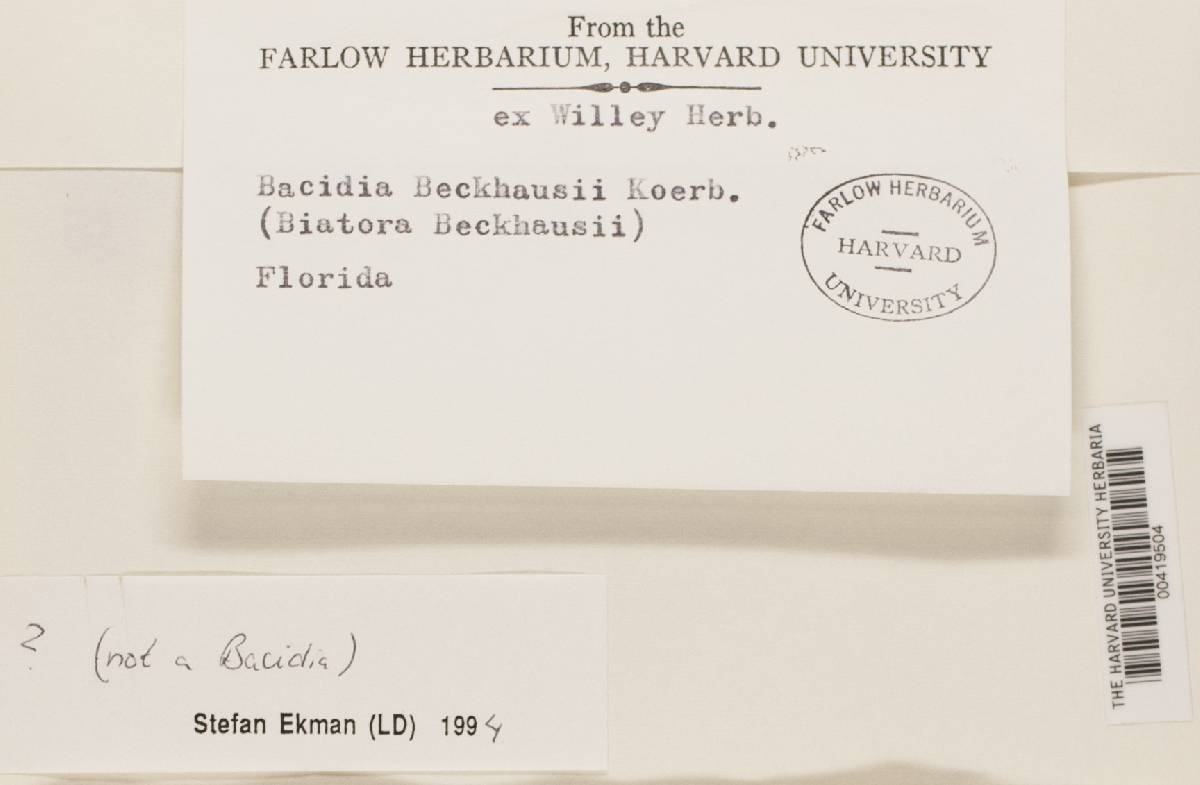 From the
FARLOW HERBARIUM, HARVARD UNIVERSITY
ex Willey Herb.
Bacidia Beckhausii Koerb.
(Biatora Beckhausii)
Florida
FARLOW HERBARIUM
HARVARD
UNIVERSITY
THE HARVARD UNIVERSITY HERBARIA
00419504
? (not a Bacidia)
Stefan Ekman (LD) 1994